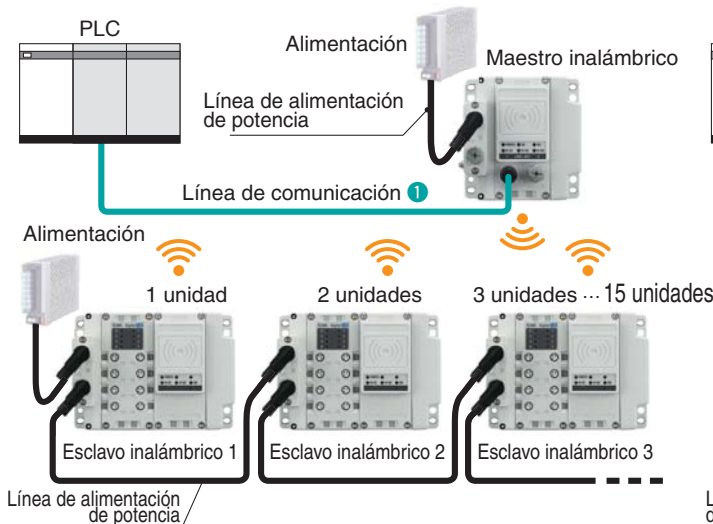 PLC
Alimentación
Maestro inalámbrico
Línea de alimentación
de potencia
Línea de comunicación 1
Alimentación
1 unidad
2 unidades
3 unidades ··· 15 unidades
Esclavo inalámbrico 1
Esclavo inalámbrico 2
Esclavo inalámbrico 3
Línea de alimentación
de potencia
L
d